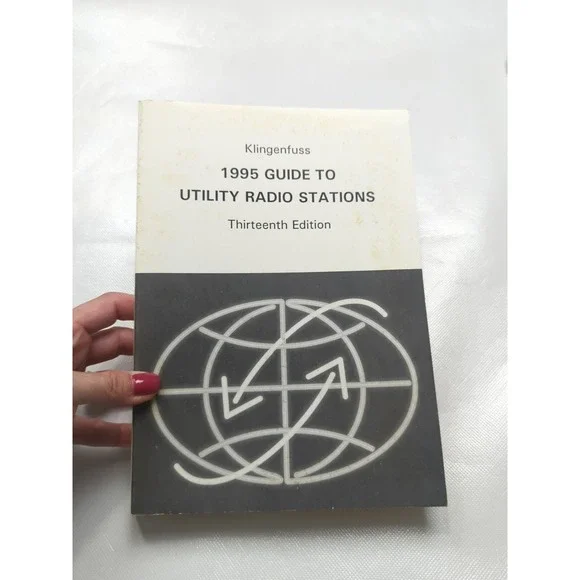 Klingenfuss
1995 GUIDE TO
UTILITY RADIO STATIONS
Thirteenth Edition